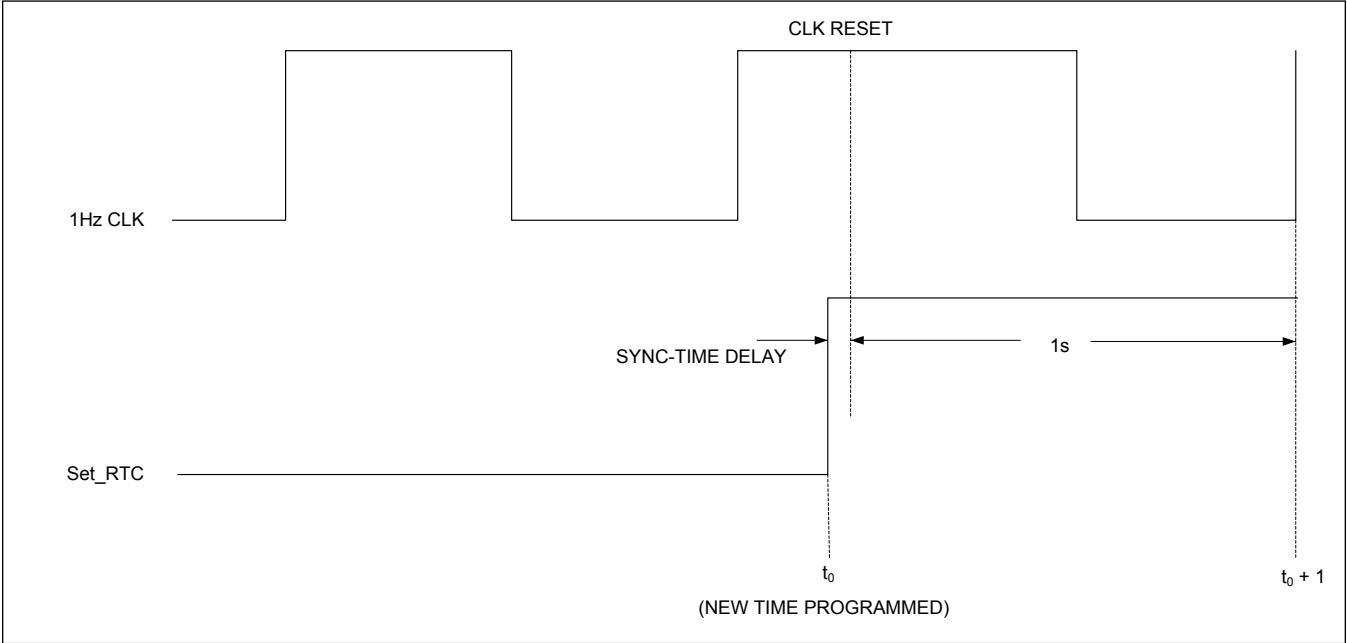 CLK RESET
1Hz CLK
SYNC-TIME DELAY
1s
Set_RTC
t₀
t₀ + 1
(NEW TIME PROGRAMMED)